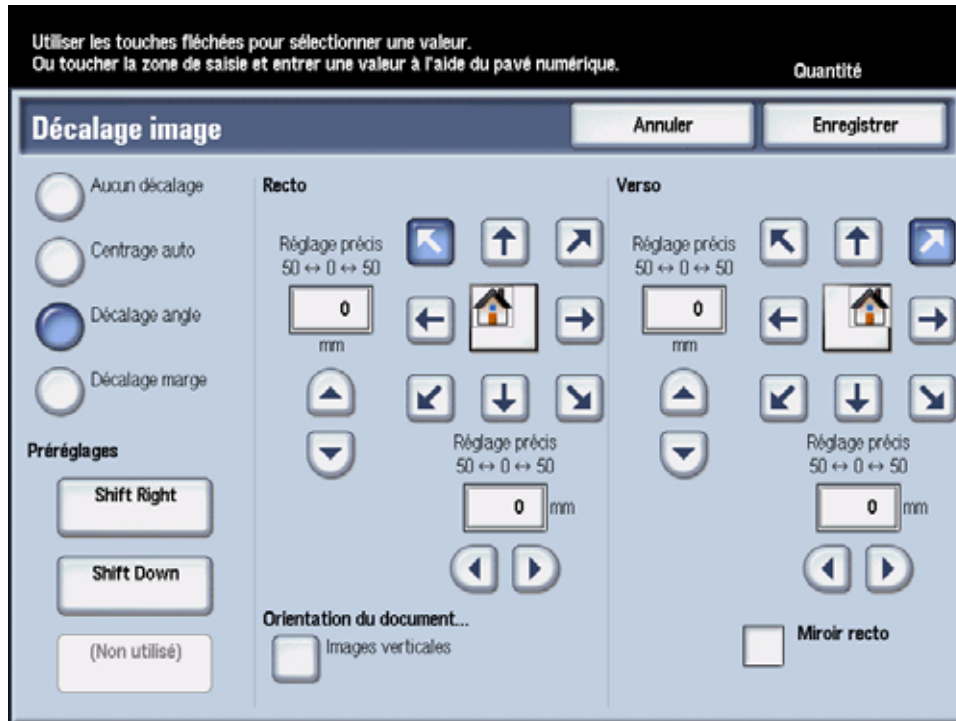 Utiliser les touches fléchées pour sélectionner une valeur.
Ou toucher la zone de saisie et entrer une valeur à l'aide du pavé numérique.
Quantité
Décalage image
Annuler
Enregistrer
Aucun décalage
Centrage auto
Décalage angle
Décalage marge
Préréglages
Shift Right
Shift Down
(Non utilisé)
Recto
Réglage précis
50 ↔ 0 ↔ 50
0
mm
Réglage précis
50 ↔ 0 ↔ 50
0 mm
Orientation du document...
Images verticales
Verso
Réglage précis
50 ↔ 0 ↔ 50
0
mm
Réglage précis
50 ↔ 0 ↔ 50
0 mm
Miroir recto